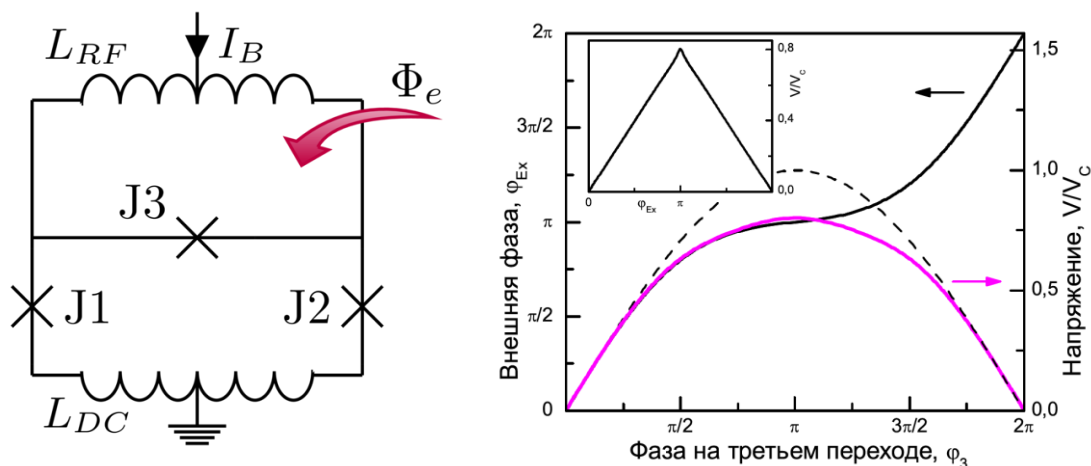 L_RF
I_B
Φ_e
J3
J1
J2
L_DC
Внешняя фаза, φ_Ex
2π
3π/2
π
π/2
0
0,8
0,4
0,0
V/V_C
0
φ_Ex
π
1,5
1,0
0,5
0,0
Напряжение, V/V_C
π/2
π
3π/2
2π
Фаза на третьем переходе, φ_3